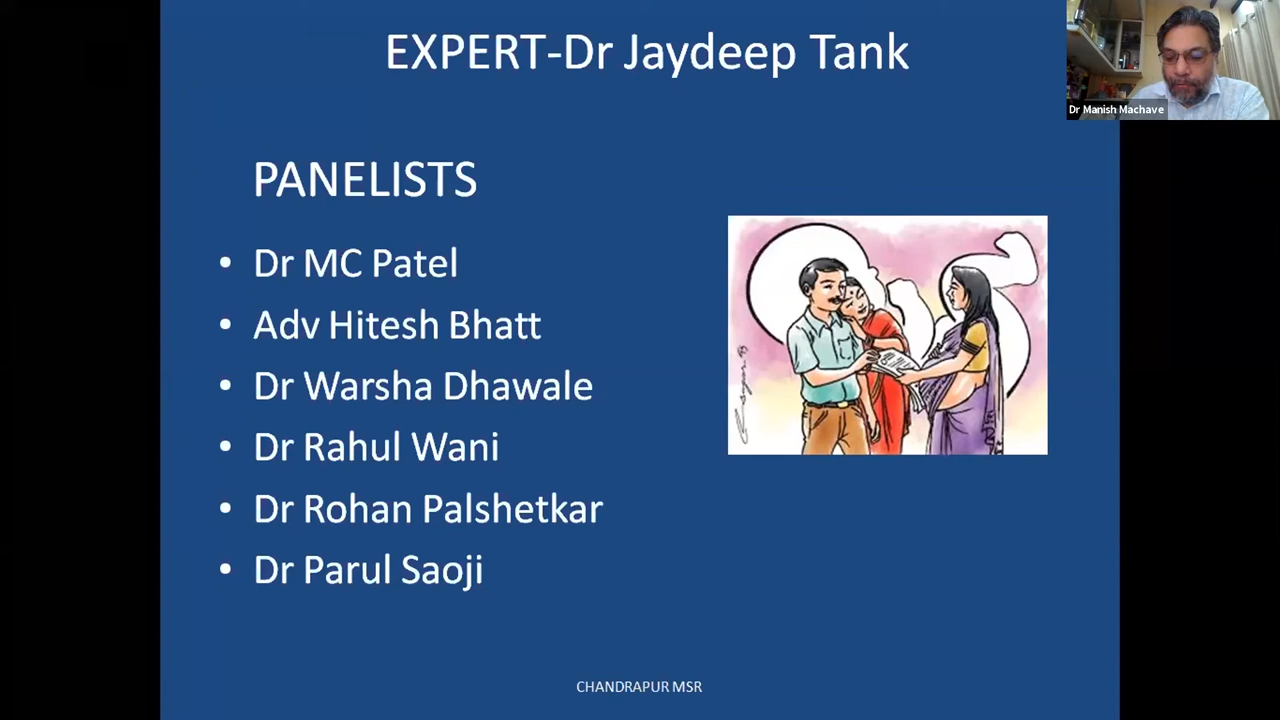 EXPERT-Dr Jaydeep Tank
Dr Manish Machave
PANELISTS
• Dr MC Patel
• Adv Hitesh Bhatt
• Dr Warsha Dhawale
• Dr Rahul Wani
• Dr Rohan Palshetkar
• Dr Parul Saoji
CHANDRAPUR MSR